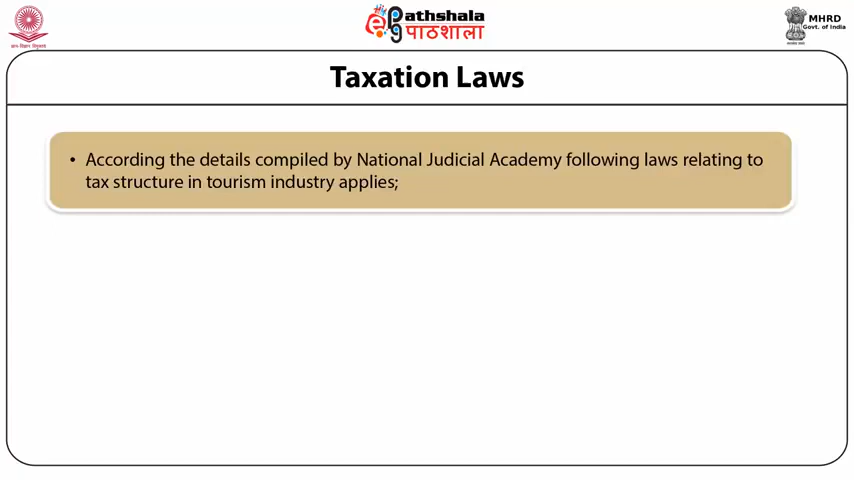 ePathshala
पाठशाला
MHRD
Govt. of India
Taxation Laws
• According the details compiled by National Judicial Academy following laws relating to
tax structure in tourism industry applies;